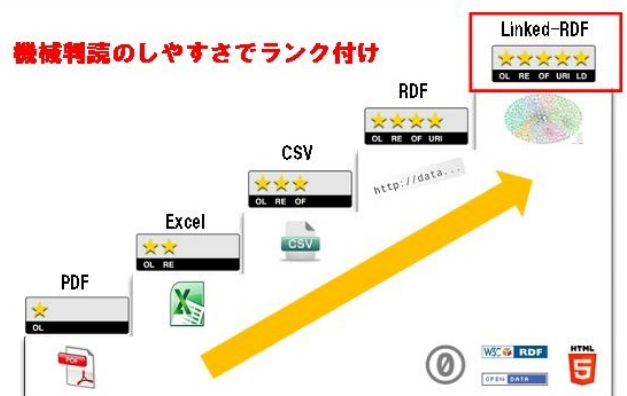 機械判読のしやすさでランク付け
Linked-RDF
OL RE OF URI LD
RDF
OL RE OF URI
http://data...
CSV
OL RE OF
CSV
Excel
OL RE
PDF
OL
PDF
W3C RDF
OPEN DATA
HTML
5